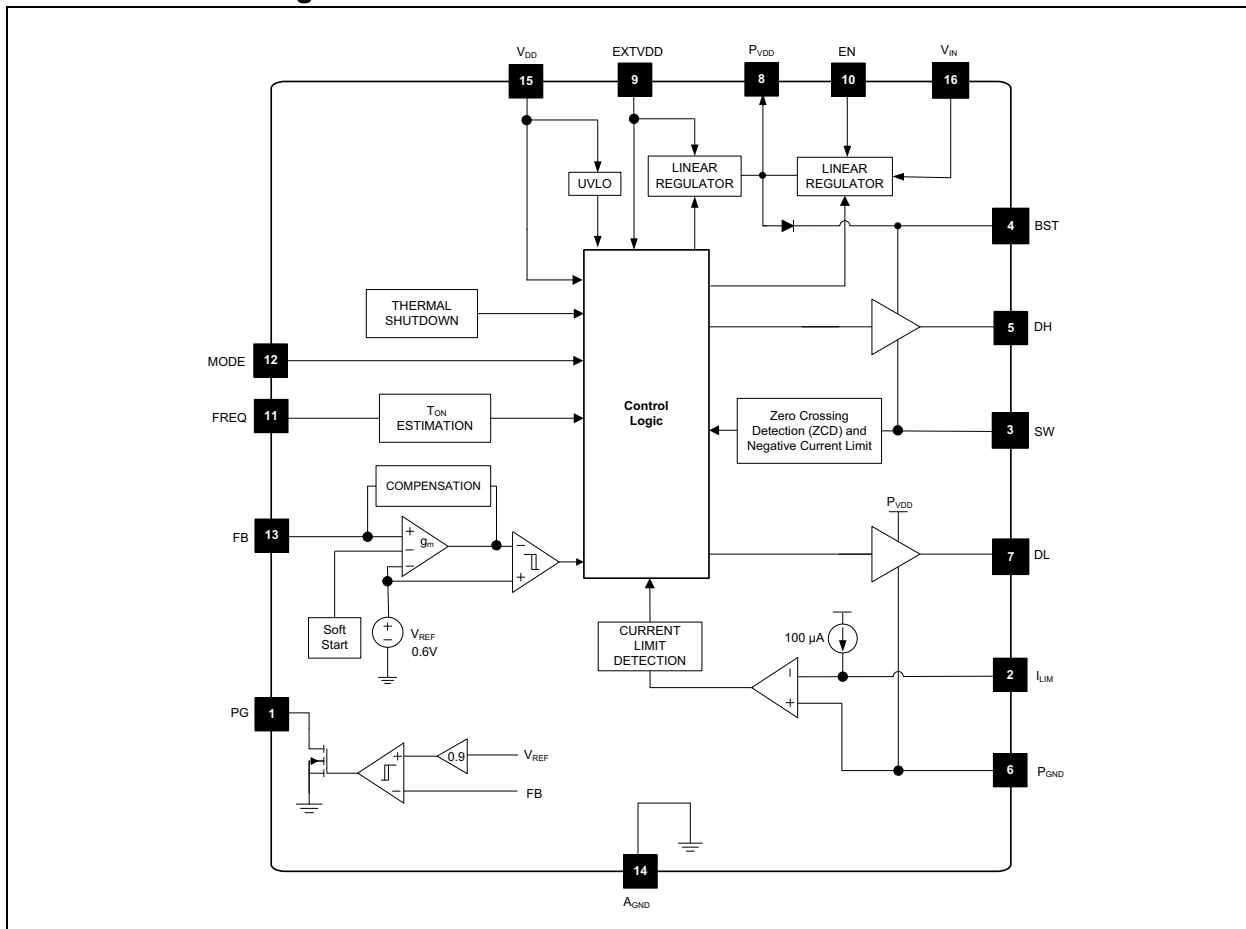 g
VDD
EXTVDD
PVDD
EN
VIN
15
9
8
10
16
UVLO
LINEAR
REGULATOR
LINEAR
REGULATOR
4
BST
THERMAL
SHUTDOWN
5
DH
MODE
12
FREQ
11
TON
ESTIMATION
Control
Logic
Zero Crossing
Detection (ZCD) and
Negative Current Limit
3
SW
COMPENSATION
FB
13
+
−
−
gm
−
+
PVDD
7
DL
Soft
Start
+
−
VREF
0.6V
CURRENT
LIMIT
DETECTION
100 µA
−
+
2
ILIM
PG
1
+
−
0.9
VREF
FB
6
PGND
14
AGND